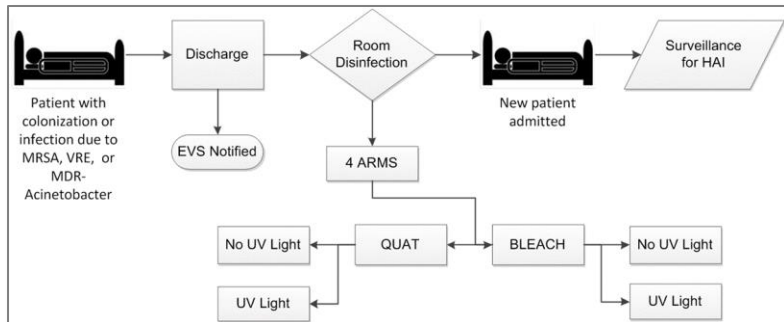 Patient with
colonization or
infection due to
MRSA, VRE, or
MDR-
Acinetobacter
Discharge
EVS Notified
Room
Disinfection
New patient
admitted
Surveillance
for HAI
4 ARMS
No UV Light
QUAT
BLEACH
No UV Light
UV Light
UV Light